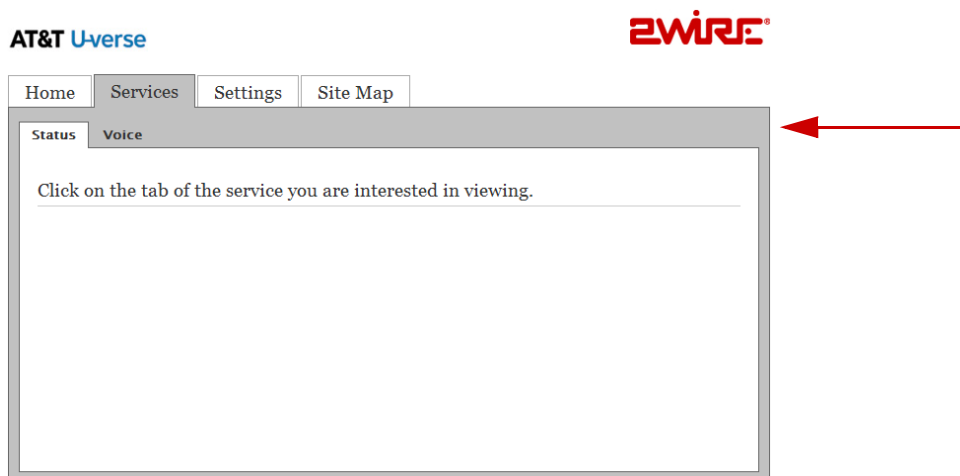 AT&T U-verse
2WIRE®
Home Services Settings Site Map
Status Voice
Click on the tab of the service you are interested in viewing.